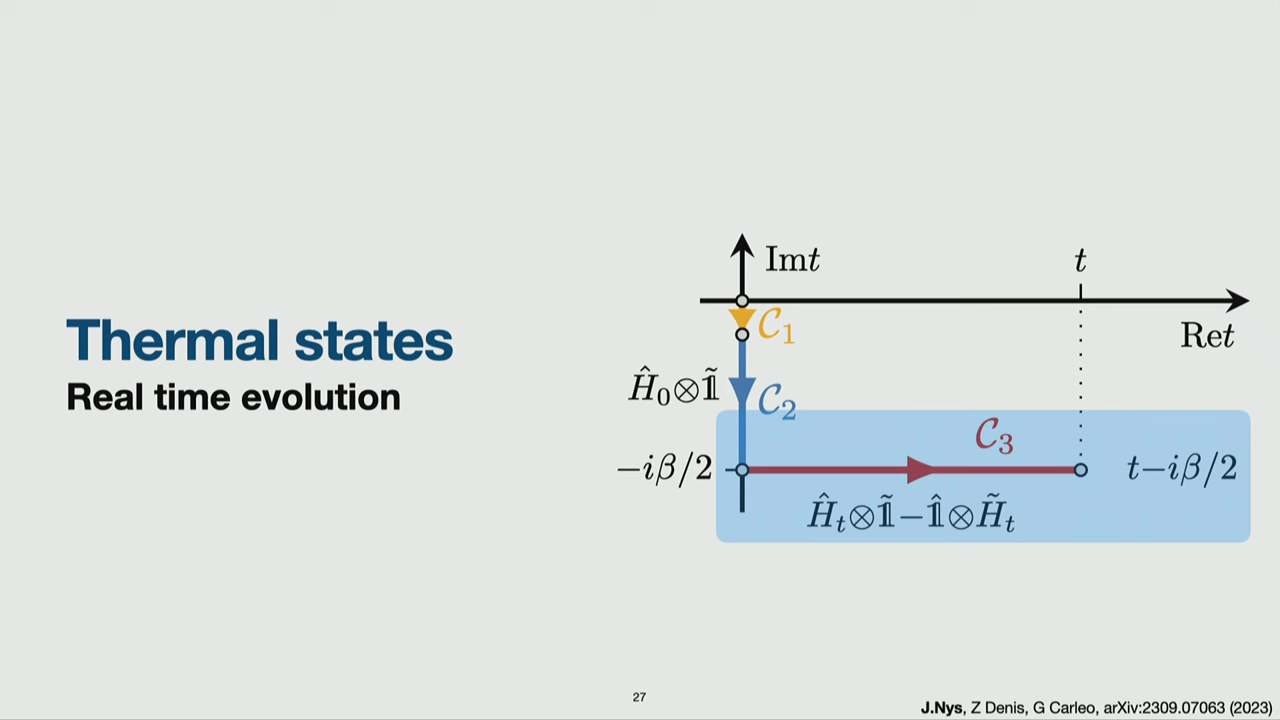 Thermal states
Real time evolution
Imt
t
Ret
𝒞₁
Ĥ₀⊗𝟙̃
𝒞₂
𝒞₃
−iβ/2
t−iβ/2
Ĥₜ⊗𝟙̃−𝟙̂⊗H̃ₜ
27
J.Nys, Z Denis, G Carleo, arXiv:2309.07063 (2023)